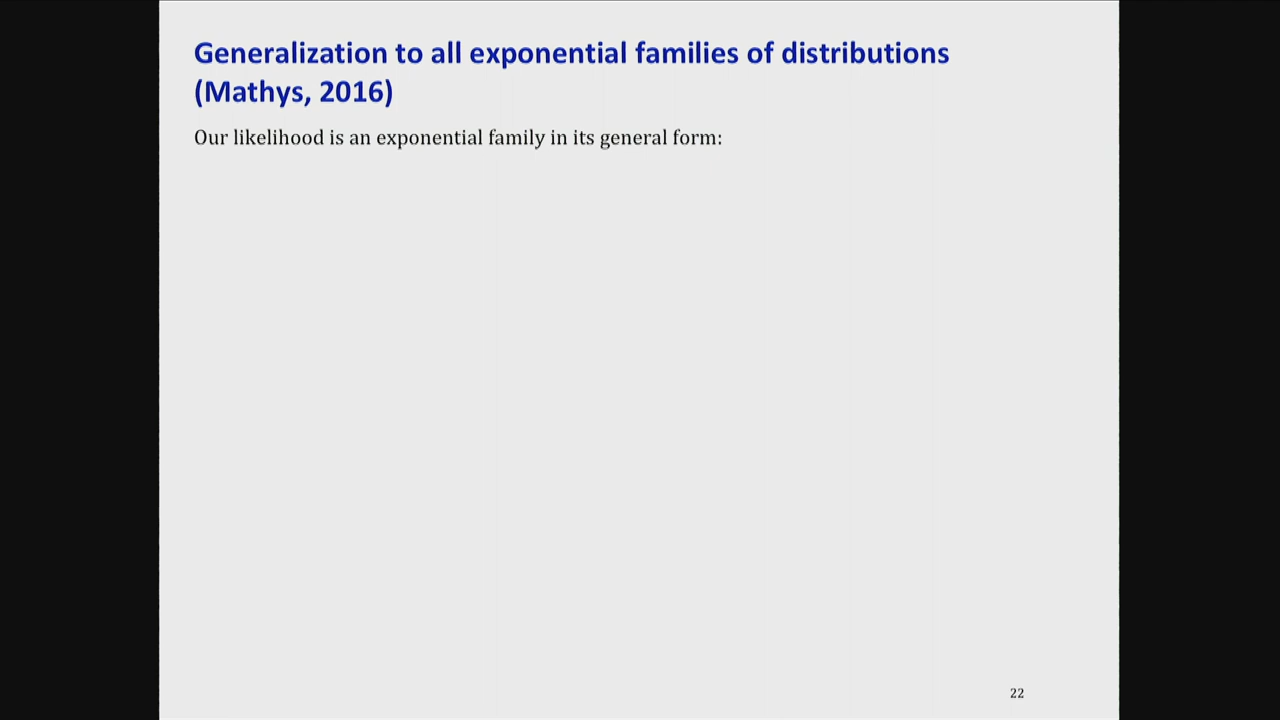 Generalization to all exponential families of distributions
(Mathys, 2016)
Our likelihood is an exponential family in its general form:
22